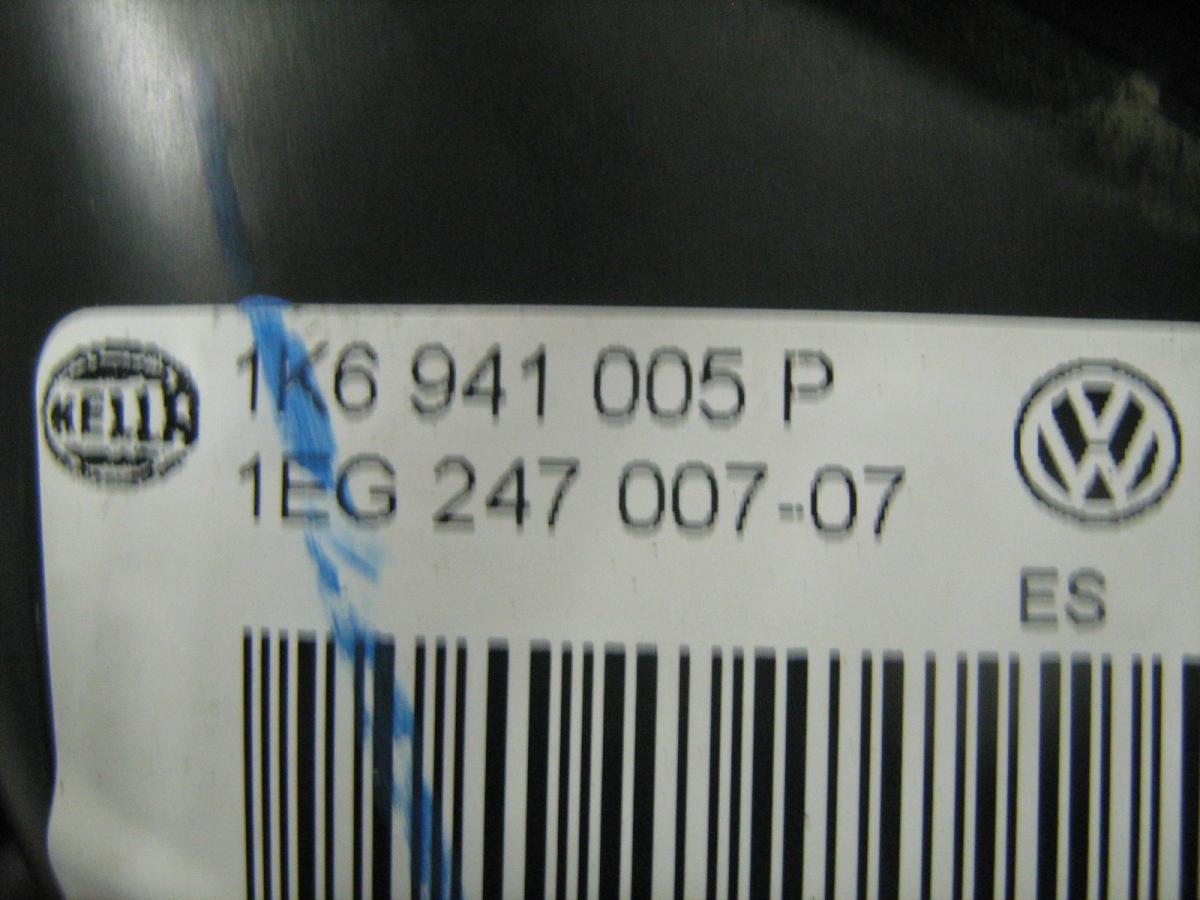 HELLA
1K6 941 005 P
1EG 247 007-07
ES